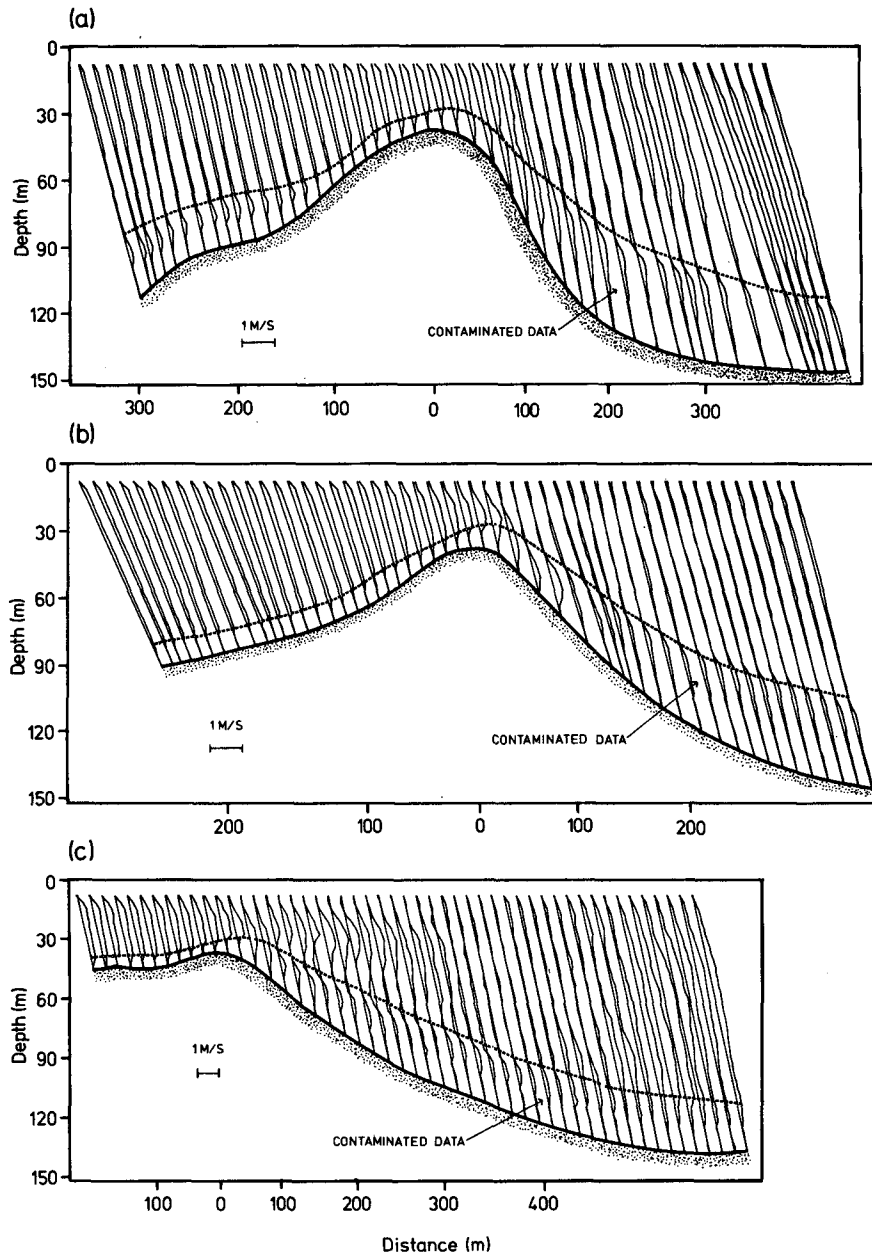 (a)
0
30
60
90
120
150
Depth (m)
1 M/S
CONTAMINATED DATA
300 200 100 0 100 200 300
(b)
0
30
60
90
120
150
Depth (m)
1 M/S
CONTAMINATED DATA
200 100 0 100 200
(c)
0
30
60
90
120
150
Depth (m)
1 M/S
CONTAMINATED DATA
100 0 100 200 300 400
Distance (m)